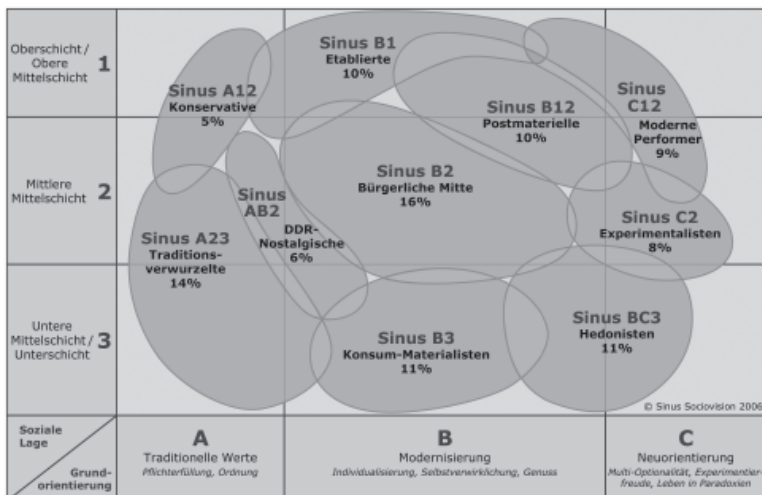 Oberschicht /
Obere
Mittelschicht
1
Sinus B1
Etablierte
10%
Sinus A12
Konservative
5%
Sinus
C12
Moderne
Performer
9%
Sinus B12
Postmaterielle
10%
Mittlere
Mittelschicht
2
Sinus B2
Bürgerliche Mitte
16%
Sinus
AB2
DDR-
Nostalgische
6%
Sinus C2
Experimentalisten
8%
Sinus A23
Traditions-
verwurzelte
14%
Untere
Mittelschicht /
Unterschicht
3
Sinus B3
Konsum-Materialisten
11%
Sinus BC3
Hedonisten
11%
© Sinus Sociovision 2006
Soziale
Lage
Grund-
orientierung
A
Traditionelle Werte
Pflichterfüllung, Ordnung
B
Modernisierung
Individualisierung, Selbstverwirklichung, Genuss
C
Neuorientierung
Multi-Optionalität, Experimentier-
freude, Leben in Paradoxien